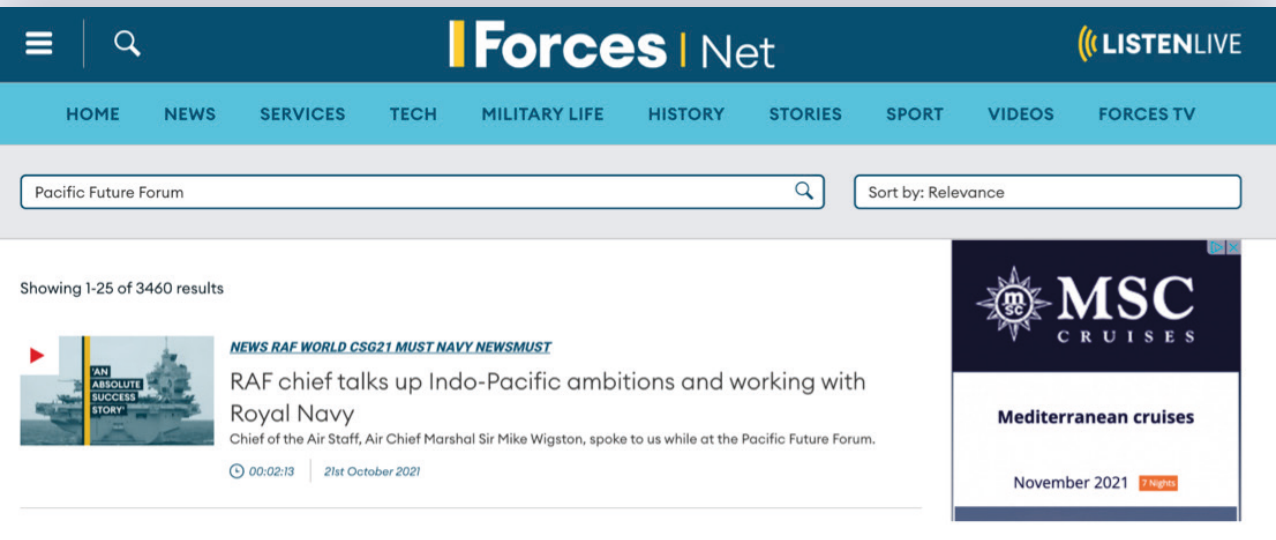 Forces Net
LISTENLIVE
HOME NEWS SERVICES TECH MILITARY LIFE HISTORY STORIES SPORT VIDEOS FORCES TV
Pacific Future Forum
Sort by: Relevance
Showing 1-25 of 3460 results
'AN
ABSOLUTE
SUCCESS
STORY'
NEWS RAF WORLD CSG21 MUST NAVY NEWSMUST
RAF chief talks up Indo-Pacific ambitions and working with
Royal Navy
Chief of the Air Staff, Air Chief Marshal Sir Mike Wigston, spoke to us while at the Pacific Future Forum.
00:02:13 21st October 2021
msc
MSC
CRUISES
Mediterranean cruises
November 2021 7 Nights